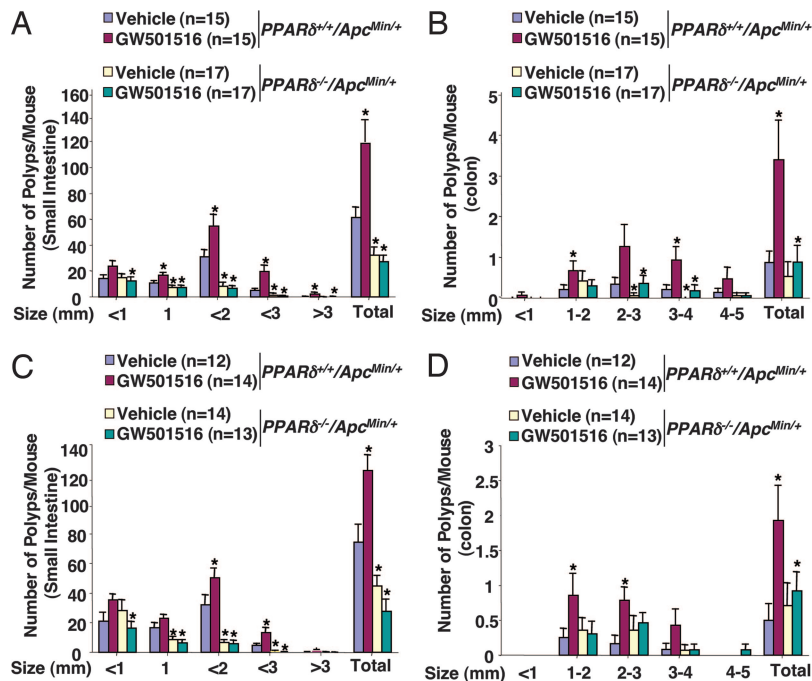 A
Vehicle (n=15)
GW501516 (n=15)
PPARδ+/+/ApcMin/+
Vehicle (n=17)
GW501516 (n=17)
PPARδ-/-/ApcMin/+
Number of Polyps/Mouse
(Small Intestine)
160
140
120
100
80
60
40
20
0
* * * * * * * * * * * * * * *
Size (mm) <1 1 <2 <3 >3 Total
B
Vehicle (n=15)
GW501516 (n=15)
PPARδ+/+/ApcMin/+
Vehicle (n=17)
GW501516 (n=17)
PPARδ-/-/ApcMin/+
Number of Polyps/Mouse
(colon)
5
4
3
2
1
0
* * * * * * *
Size (mm) <1 1-2 2-3 3-4 4-5 Total
C
Vehicle (n=12)
GW501516 (n=14)
PPARδ+/+/ApcMin/+
Vehicle (n=14)
GW501516 (n=13)
PPARδ-/-/ApcMin/+
Number of Polyps/Mouse
(Small Intestine)
140
120
100
80
60
40
20
0
* * * * * * * * * * * *
Size (mm) <1 1 <2 <3 >3 Total
D
Vehicle (n=12)
GW501516 (n=14)
PPARδ+/+/ApcMin/+
Vehicle (n=14)
GW501516 (n=13)
PPARδ-/-/ApcMin/+
Number of Polyps/Mouse
(colon)
3
2.5
2
1.5
1
0.5
0
* * * *
Size (mm) <1 1-2 2-3 3-4 4-5 Total